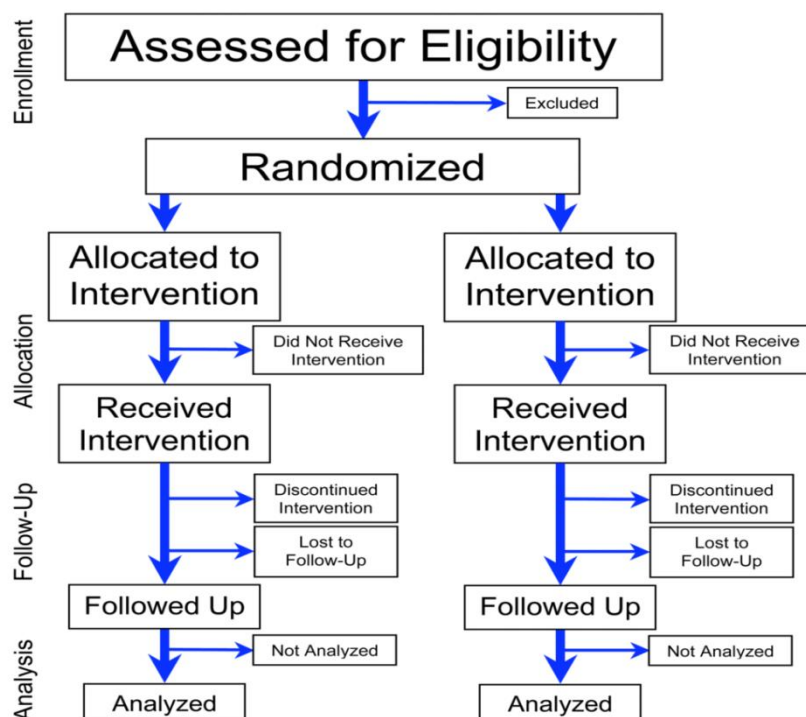 Enrollment
Assessed for Eligibility
Excluded
Randomized
Allocation
Allocated to
Intervention
Allocated to
Intervention
Did Not Receive
Intervention
Did Not Receive
Intervention
Received
Intervention
Received
Intervention
Follow-Up
Discontinued
Intervention
Discontinued
Intervention
Lost to
Follow-Up
Lost to
Follow-Up
Followed Up
Followed Up
Analysis
Not Analyzed
Not Analyzed
Analyzed
Analyzed